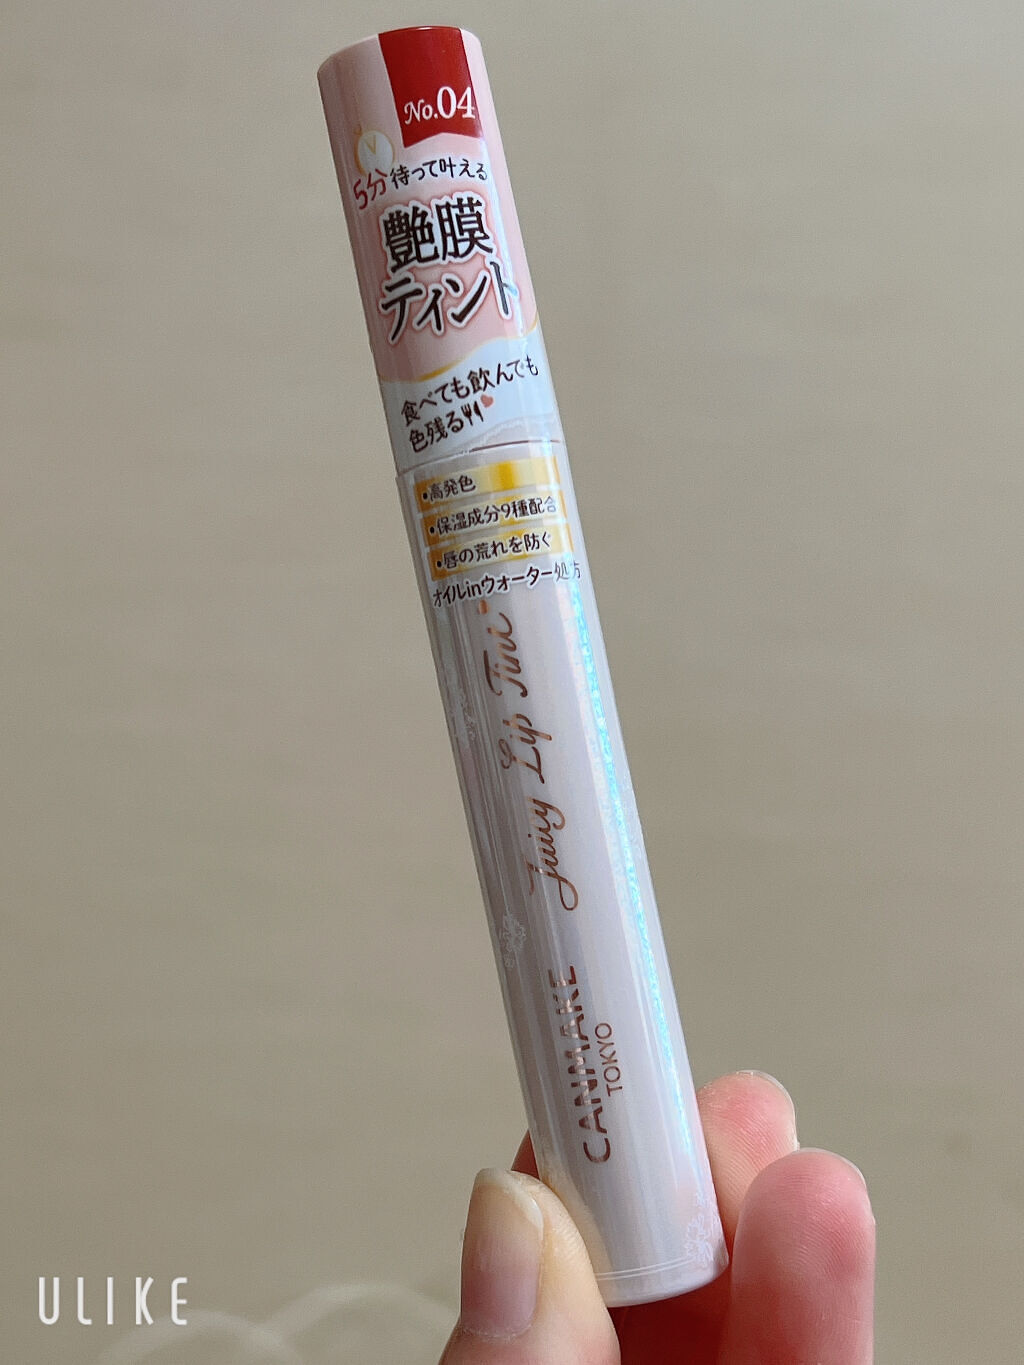 No.04
5分待って叶える
艶膜
ティント
食べても飲んでも
色残る
•高発色
•保湿成分9種配合
•唇の荒れを防ぐ
オイルinウォーター処方
Juicy Lip Tint
CANMAKE
TOKYO
ULIKE